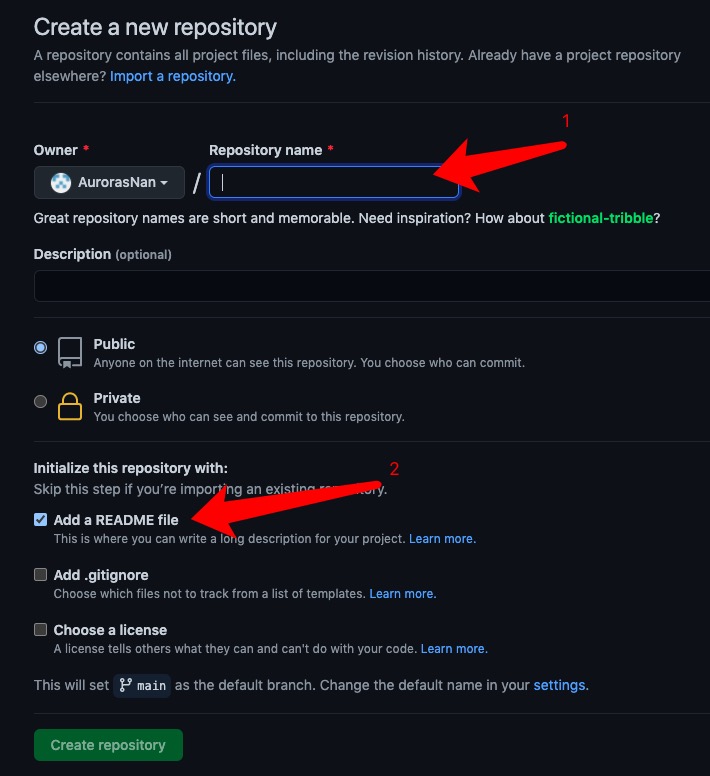 Create a new repository
A repository contains all project files, including the revision history. Already have a project repository
elsewhere? Import a repository.
1
Owner * Repository name *
AurorasNan /
Great repository names are short and memorable. Need inspiration? How about fictional-tribble?
Description (optional)
Public
Anyone on the internet can see this repository. You choose who can commit.
Private
You choose who can see and commit to this repository.
Initialize this repository with:
2
Skip this step if you're importing an existing repository.
Add a README file
This is where you can write a long description for your project. Learn more.
Add .gitignore
Choose which files not to track from a list of templates. Learn more.
Choose a license
A license tells others what they can and can't do with your code. Learn more.
This will set main as the default branch. Change the default name in your settings.
Create repository